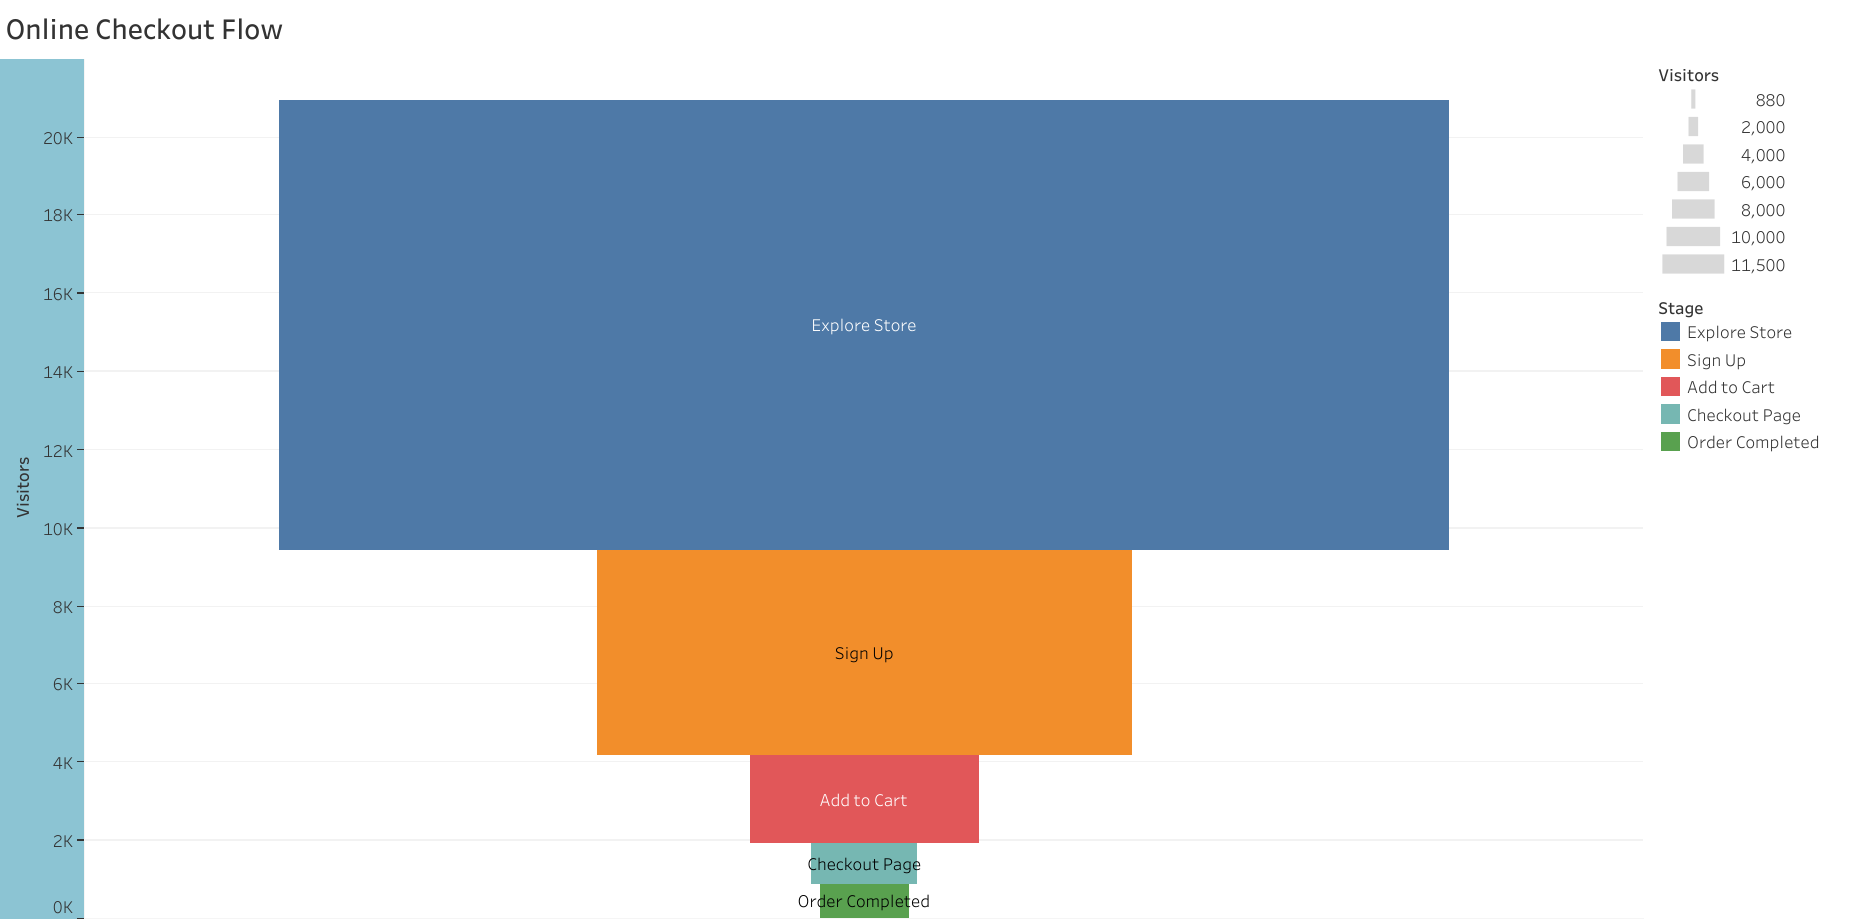 Online Checkout Flow
Visitors
20K
18K
16K
14K
12K
10K
8K
6K
4K
2K
0K
Explore Store
Sign Up
Add to Cart
Checkout Page
Order Completed
Visitors
880
2,000
4,000
6,000
8,000
10,000
11,500
Stage
Explore Store
Sign Up
Add to Cart
Checkout Page
Order Completed